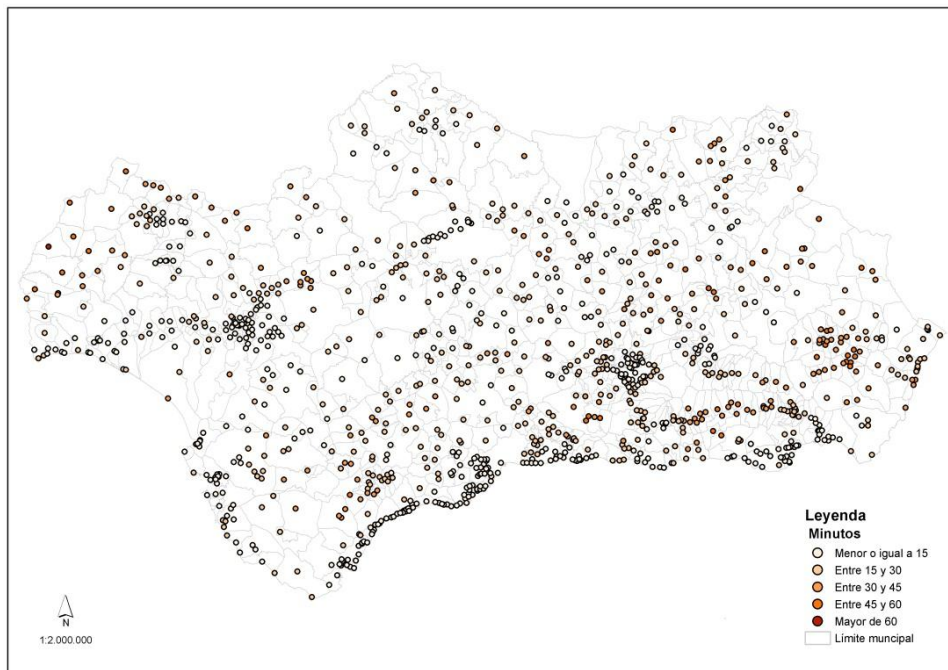 Leyenda
Minutos
Menor o igual a 15
Entre 15 y 30
Entre 30 y 45
Entre 45 y 60
Mayor de 60
Límite muncipal
N
1:2.000.000